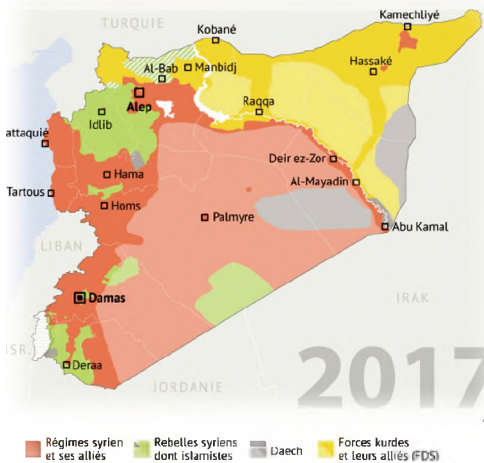 TURQUIE
Kobané
Kamechliyé
Al-Bab
Manbidj
Hassaké
Alep
Raqqa
Idlib
attaquié
Deir ez-Zor
Hama
Al-Mayadin
Tartous
Homs
Palmyre
Abu Kamal
LIBAN
Damas
IRAK
ISR.
Deraa
2017
JORDANIE
Régimes syrien
et ses alliés
Rebelles syriens
dont islamistes
Daech
Forces kurdes
et leurs alliés (FDS)